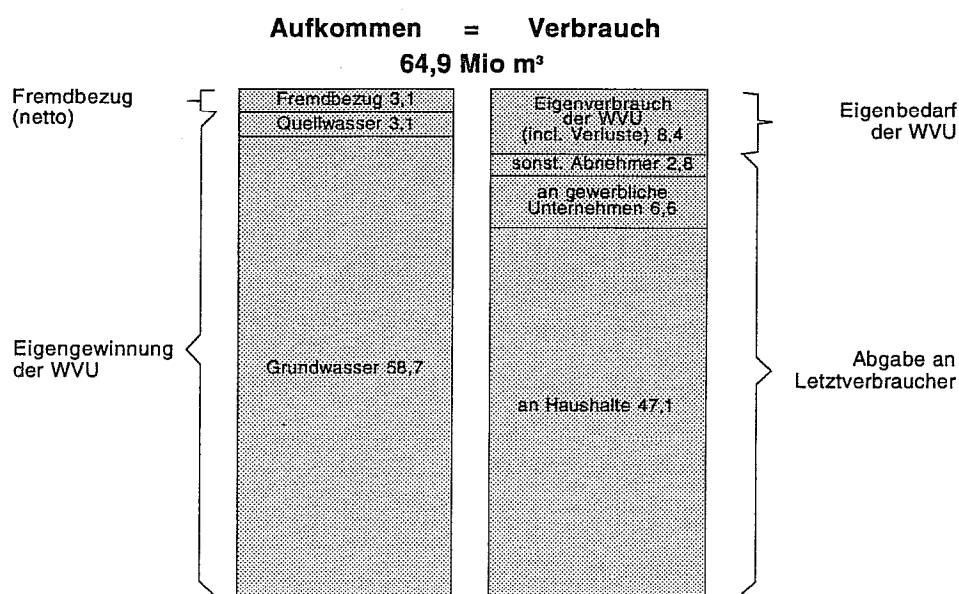 Aufkommen = Verbrauch
64,9 Mio m³
Fremdbezug
(netto)
Fremdbezug 3,1
Quellwasser 3,1
Eigengewinnung
der WVU
Grundwasser 58,7
Eigenverbrauch
der WVU
(incl. Verluste) 8,4
sonst. Abnehmer 2,8
an gewerbliche
Unternehmen 6,6
an Haushalte 47,1
Eigenbedarf
der WVU
Abgabe an
Letztverbraucher